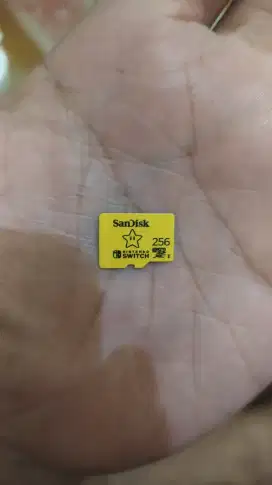 SanDisk
256
NINTENDO
SWITCH